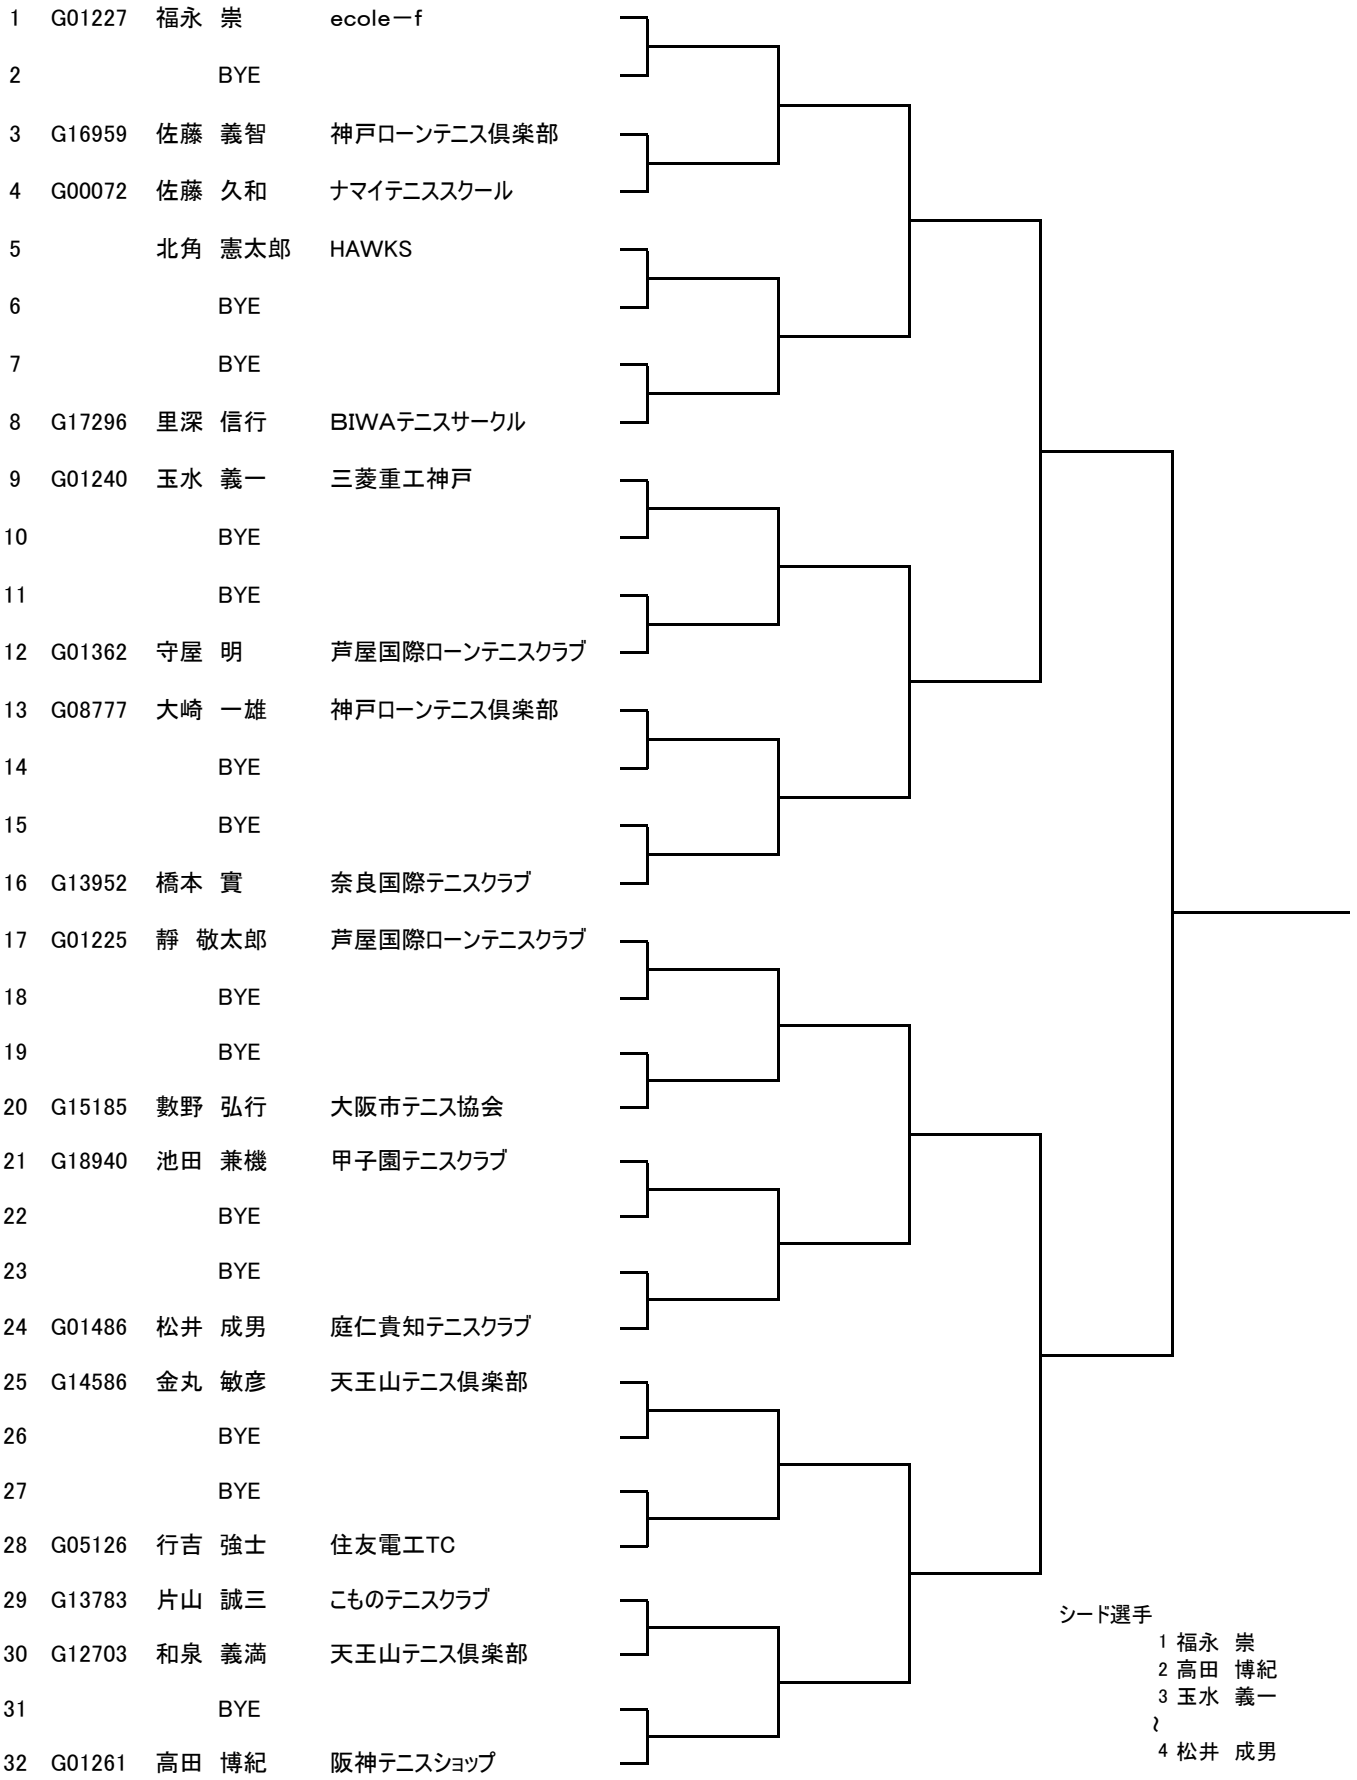 1 G01227 福永 崇 ecole－f
2 BYE
3 G16959 佐藤 義智 神戸ローンテニス倶楽部
4 G00072 佐藤 久和 ナマイテニススクール
5 北角 憲太郎 HAWKS
6 BYE
7 BYE
8 G17296 里深 信行 BIWAテニスサークル
9 G01240 玉水 義一 三菱重工神戸
10 BYE
11 BYE
12 G01362 守屋 明 芦屋国際ローンテニスクラブ
13 G08777 大崎 一雄 神戸ローンテニス倶楽部
14 BYE
15 BYE
16 G13952 橋本 實 奈良国際テニスクラブ
17 G01225 靜 敬太郎 芦屋国際ローンテニスクラブ
18 BYE
19 BYE
20 G15185 數野 弘行 大阪市テニス協会
21 G18940 池田 兼機 甲子園テニスクラブ
22 BYE
23 BYE
24 G01486 松井 成男 庭仁貴知テニスクラブ
25 G14586 金丸 敏彦 天王山テニス倶楽部
26 BYE
27 BYE
28 G05126 行吉 強士 住友電工TC
29 G13783 片山 誠三 こものテニスクラブ
30 G12703 和泉 義満 天王山テニス倶楽部
31 BYE
32 G01261 高田 博紀 阪神テニスショップ
シード選手
1 福永 崇
2 高田 博紀
3 玉水 義一
～
4 松井 成男